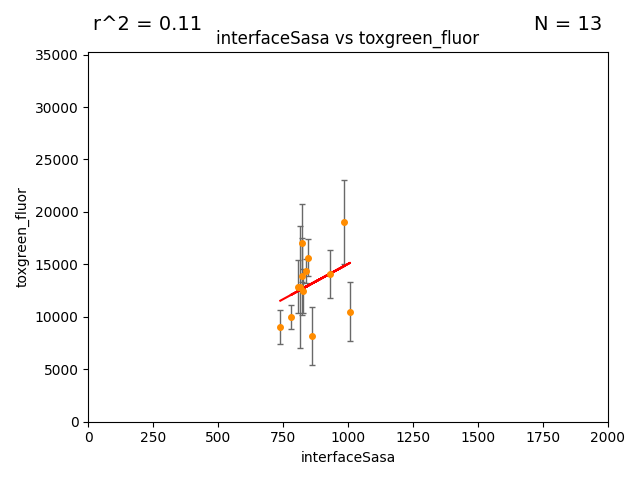 r^2 = 0.11
N = 13
interfaceSasa vs toxgreen_fluor
35000
30000
25000
20000
15000
10000
5000
0
toxgreen_fluor
0 250 500 750 1000 1250 1500 1750 2000
interfaceSasa